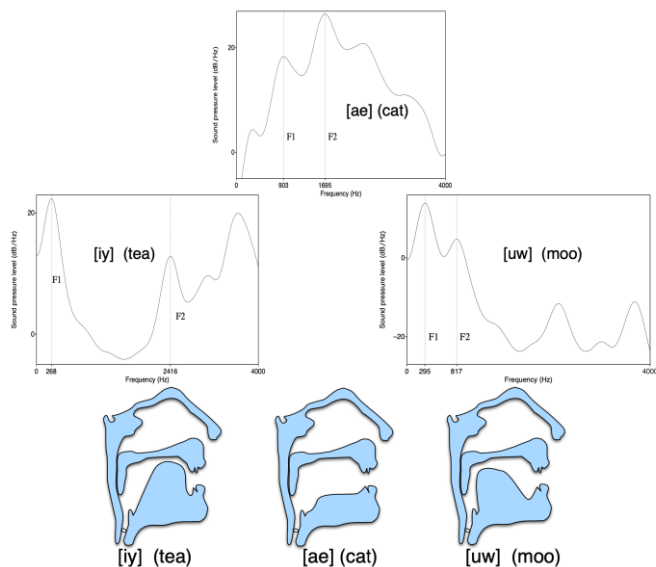 Sound pressure level (dB/Hz)
20
0
[ae] (cat)
F1
F2
0
903
1695
4000
Frequency (Hz)
Sound pressure level (dB/Hz)
20
0
[iy] (tea)
F1
F2
0
268
2416
4000
Frequency (Hz)
Sound pressure level (dB/Hz)
0
−20
[uw] (moo)
F1
F2
0
295
817
4000
Frequency (Hz)
[iy] (tea)
[ae] (cat)
[uw] (moo)